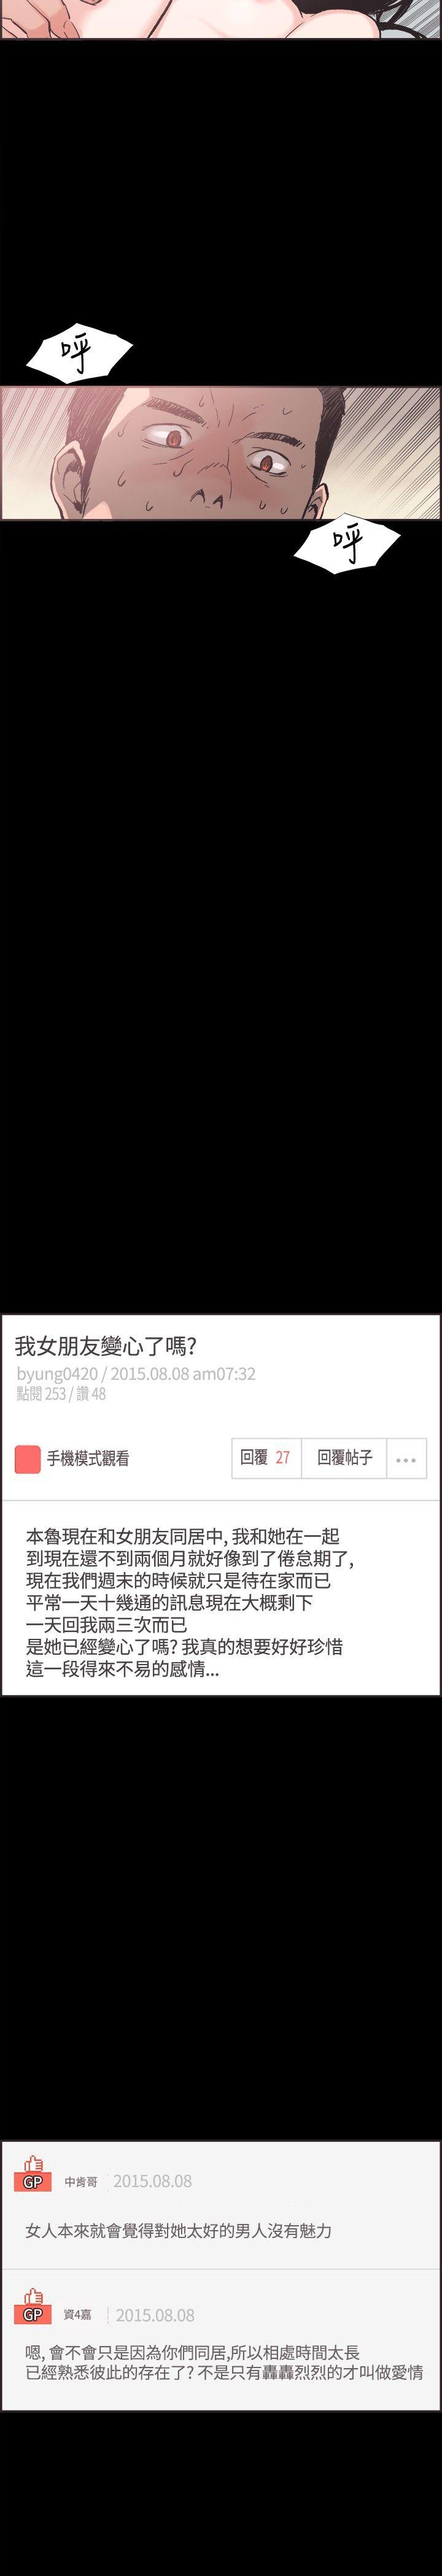 呼
呼
我女朋友變心了嗎?
byung0420 / 2015.08.08 am07:32
點閱 253 / 讚 48
手機模式觀看
回覆 27
回覆帖子
...
本魯現在和女朋友同居中, 我和她在一起
到現在還不到兩個月就好像到了倦怠期了,
現在我們週末的時候就只是待在家而已
平常一天十幾通的訊息現在大概剩下
一天回我兩三次而已
是她已經變心了嗎? 我真的想要好好珍惜
這一段得來不易的感情...
GP 中肯哥 2015.08.08
女人本來就會覺得對她太好的男人沒有魅力
GP 資4嘉 2015.08.08
嗯, 會不會只是因為你們同居,所以相處時間太長
已經熟悉彼此的存在了? 不是只有轟轟烈烈的才叫做愛情